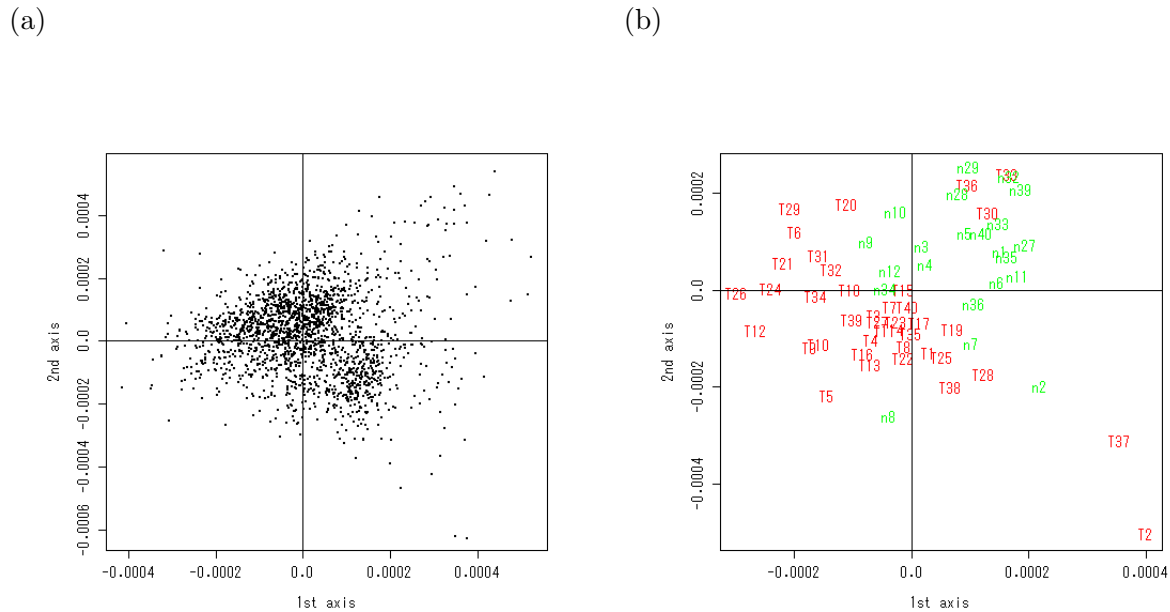 (a)
(b)
2nd axis
0.0004
0.0002
0.0
-0.0002
-0.0004
-0.0006
-0.0004
-0.0002
0.0
0.0002
0.0004
1st axis
2nd axis
0.0002
0.0
-0.0002
-0.0004
-0.0002
0.0
0.0002
0.0004
1st axis
n29
T33
T36
n39
n28
T20
T29
n10
T30
n33
T6
n5
n40
n9
n3
n27
T31
n1
n35
T21
n4
T32
n12
n11
n6
T24
T26
n34
T15
T34
n36
T40
T39
T17
T12
T19
T4
T10
n7
T8
T16
T1
T22
T25
T13
T28
T38
n2
T5
n8
T37
T2